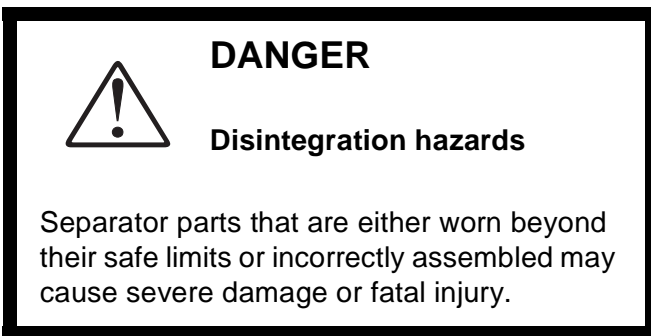 DANGER
Disintegration hazards
Separator parts that are either worn beyond
their safe limits or incorrectly assembled may
cause severe damage or fatal injury.